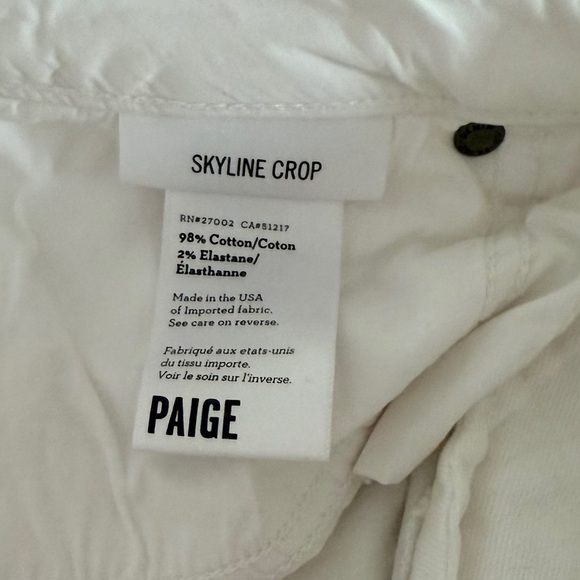 SKYLINE CROP
RN#27002 CA#81217
98% Cotton/Coton
2% Elastane/
Élasthanne
Made in the USA
of Imported fabric.
See care on reverse.
Fabriqué aux etats-unis
du tissu importe.
Voir le soin sur l'inverse.
PAIGE